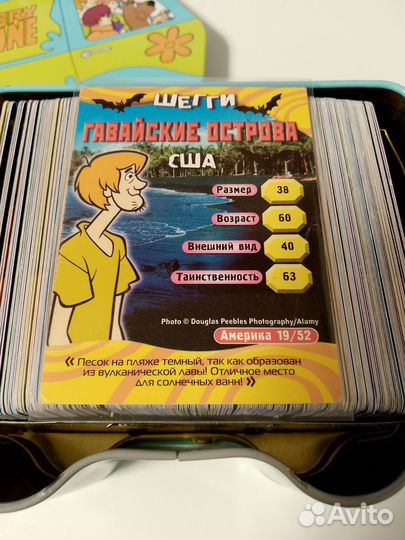 ШЕГГИ
ГАВАЙСКИЕ ОСТРОВА
США
Размер 38
Возраст 60
Внешний вид 40
Таинственность 63
Photo © Douglas Peebles Photography/Alamy
Америка 19/52
« Песок на пляже темный, так как образован
из вулканической лавы! Отличное место
для солнечных ванн! »
Avito